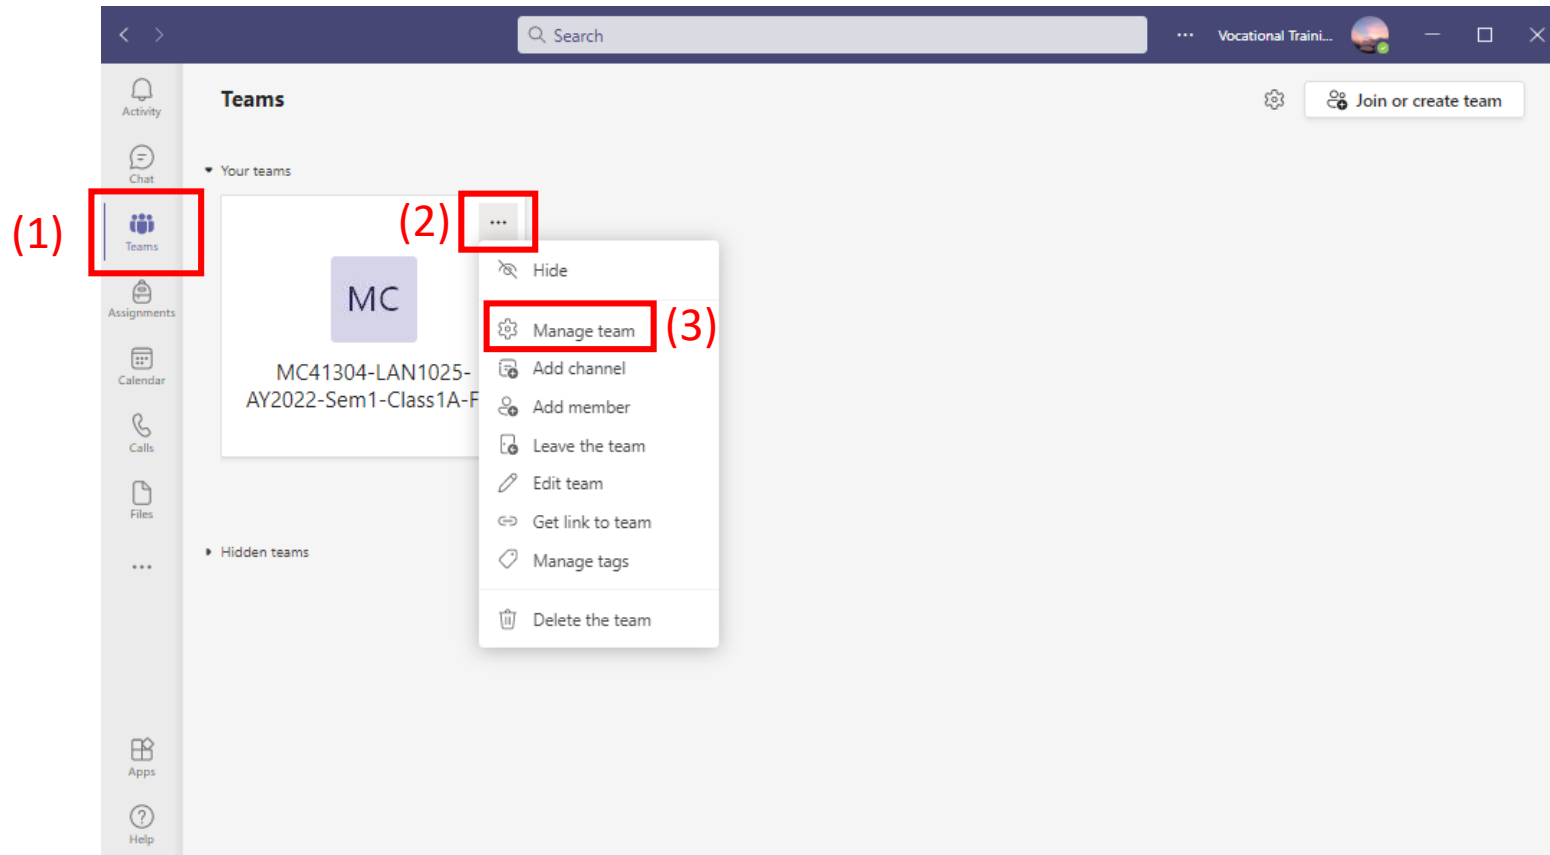 Search
Vocational Traini...
Activity
Teams
Join or create team
Chat
Your teams
(1)
Teams
(2)
Hide
Assignments
MC
Manage team
(3)
MC41304-LAN1025-
AY2022-Sem1-Class1A-F
Add channel
Calendar
Add member
Calls
Leave the team
Edit team
Files
Get link to team
Hidden teams
Manage tags
Delete the team
Apps
Help